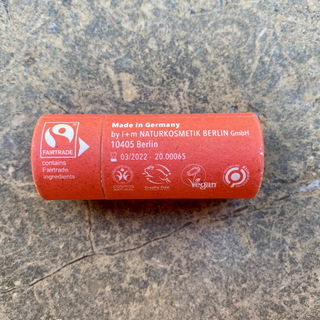 FAIRTRADE
contains
Fairtrade
ingredients
Made in Germany
by i+m NATURKOSMETIK BERLIN GmbH
10405 Berlin
03/2022 - 20.00065
Cruelty Free
vegan